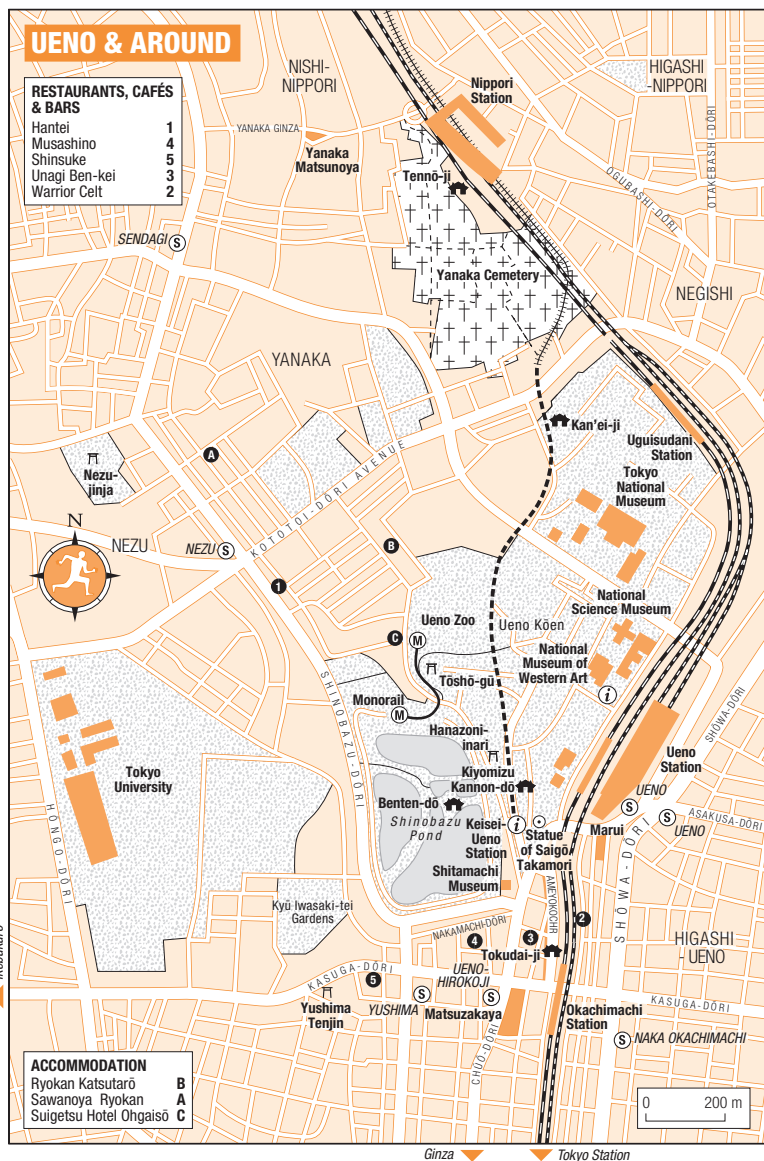 UENO & AROUND
RESTAURANTS, CAFÉS
& BARS
Hantei 1
Musashino 4
Shinsuke 5
Unagi Ben-kei 3
Warrior Celt 2
NISHI-
NIPPORI
Nippori
Station
HIGASHI
-NIPPORI
YANAKA GINZA
Yanaka
Matsunoya
Tennō-ji
OTAKEBASHI-DŌRI
OGUBASHI-DŌRI
SENDAGI S
Yanaka Cemetery
NEGISHI
YANAKA
Kan'ei-ji
Uguisudani
Station
Tokyo
National
Museum
A
Nezu-
jinja
KOTOTOI-DŌRI AVENUE
N
NEZU
NEZU S
B
1
National
Science Museum
Ueno Zoo
Ueno Kōen
C
M
National
Museum of
Western Art
i
Tōshō-gū
Monorail
M
SHINOBAZU-DŌRI
Hanazoni-
inari
SHŌWA-DŌRI
Ueno
Station
Tokyo
University
Kiyomizu
Kannon-dō
UENO
S
Benten-dō
Shinobazu
Pond
Keisei-
Ueno
Station
i
Statue
of Saigō
Takamori
Marui
S
UENO
ASAKUSA-DŌRI
HONGO-DŌRI
Shitamachi
Museum
AMEYOKOCHR
SHŌWA-DŌRI
Kyū Iwasaki-tei
Gardens
2
NAKAMACHI-DŌRI
4
3
Tokudai-ji
HIGASHI
-UENO
KASUGA-DŌRI
5
UENO-
HIROKOJI
KASUGA-DŌRI
Yushima
Tenjin
YUSHIMA
S
S
Matsuzakaya
Okachimachi
Station
S NAKA OKACHIMACHI
CHŪŌ-DŌRI
ACCOMMODATION
Ryokan Katsutarō B
Sawanoya Ryokan A
Suigetsu Hotel Ohgaisō C
0 200 m
Ginza
Tokyo Station